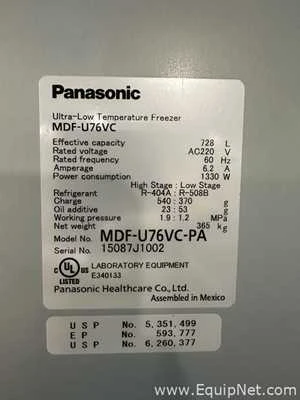 Panasonic
Ultra-Low Temperature Freezer
MDF-U76VC
Effective capacity 728 L
Rated voltage AC220 V
Rated frequency 60 Hz
Amperage 6.2 A
Power consumption 1330 W
High Stage : Low Stage
Refrigerant R-404A : R-508B
Charge 540 : 370 g
Oil additive 23 : 53 g
Working pressure 1.9 : 1.2 MPa
Net weight 365 kg
Model No. MDF-U76VC-PA
Serial No. 15087J1002
UL
LISTED
LABORATORY EQUIPMENT
E340133
Panasonic Healthcare Co., Ltd.
Assembled in Mexico
USP No. 5,351,499
EP No. 593,777
USP No. 6,260,377
© www.EquipNet.com